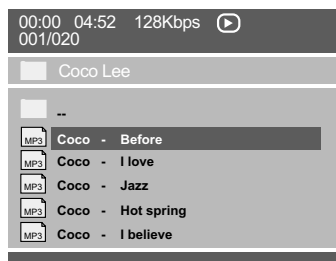 00:00 04:52 128Kbps
001/020
Coco Lee
--
MP3 Coco - Before
MP3 Coco - I love
MP3 Coco - Jazz
MP3 Coco - Hot spring
MP3 Coco - I believe